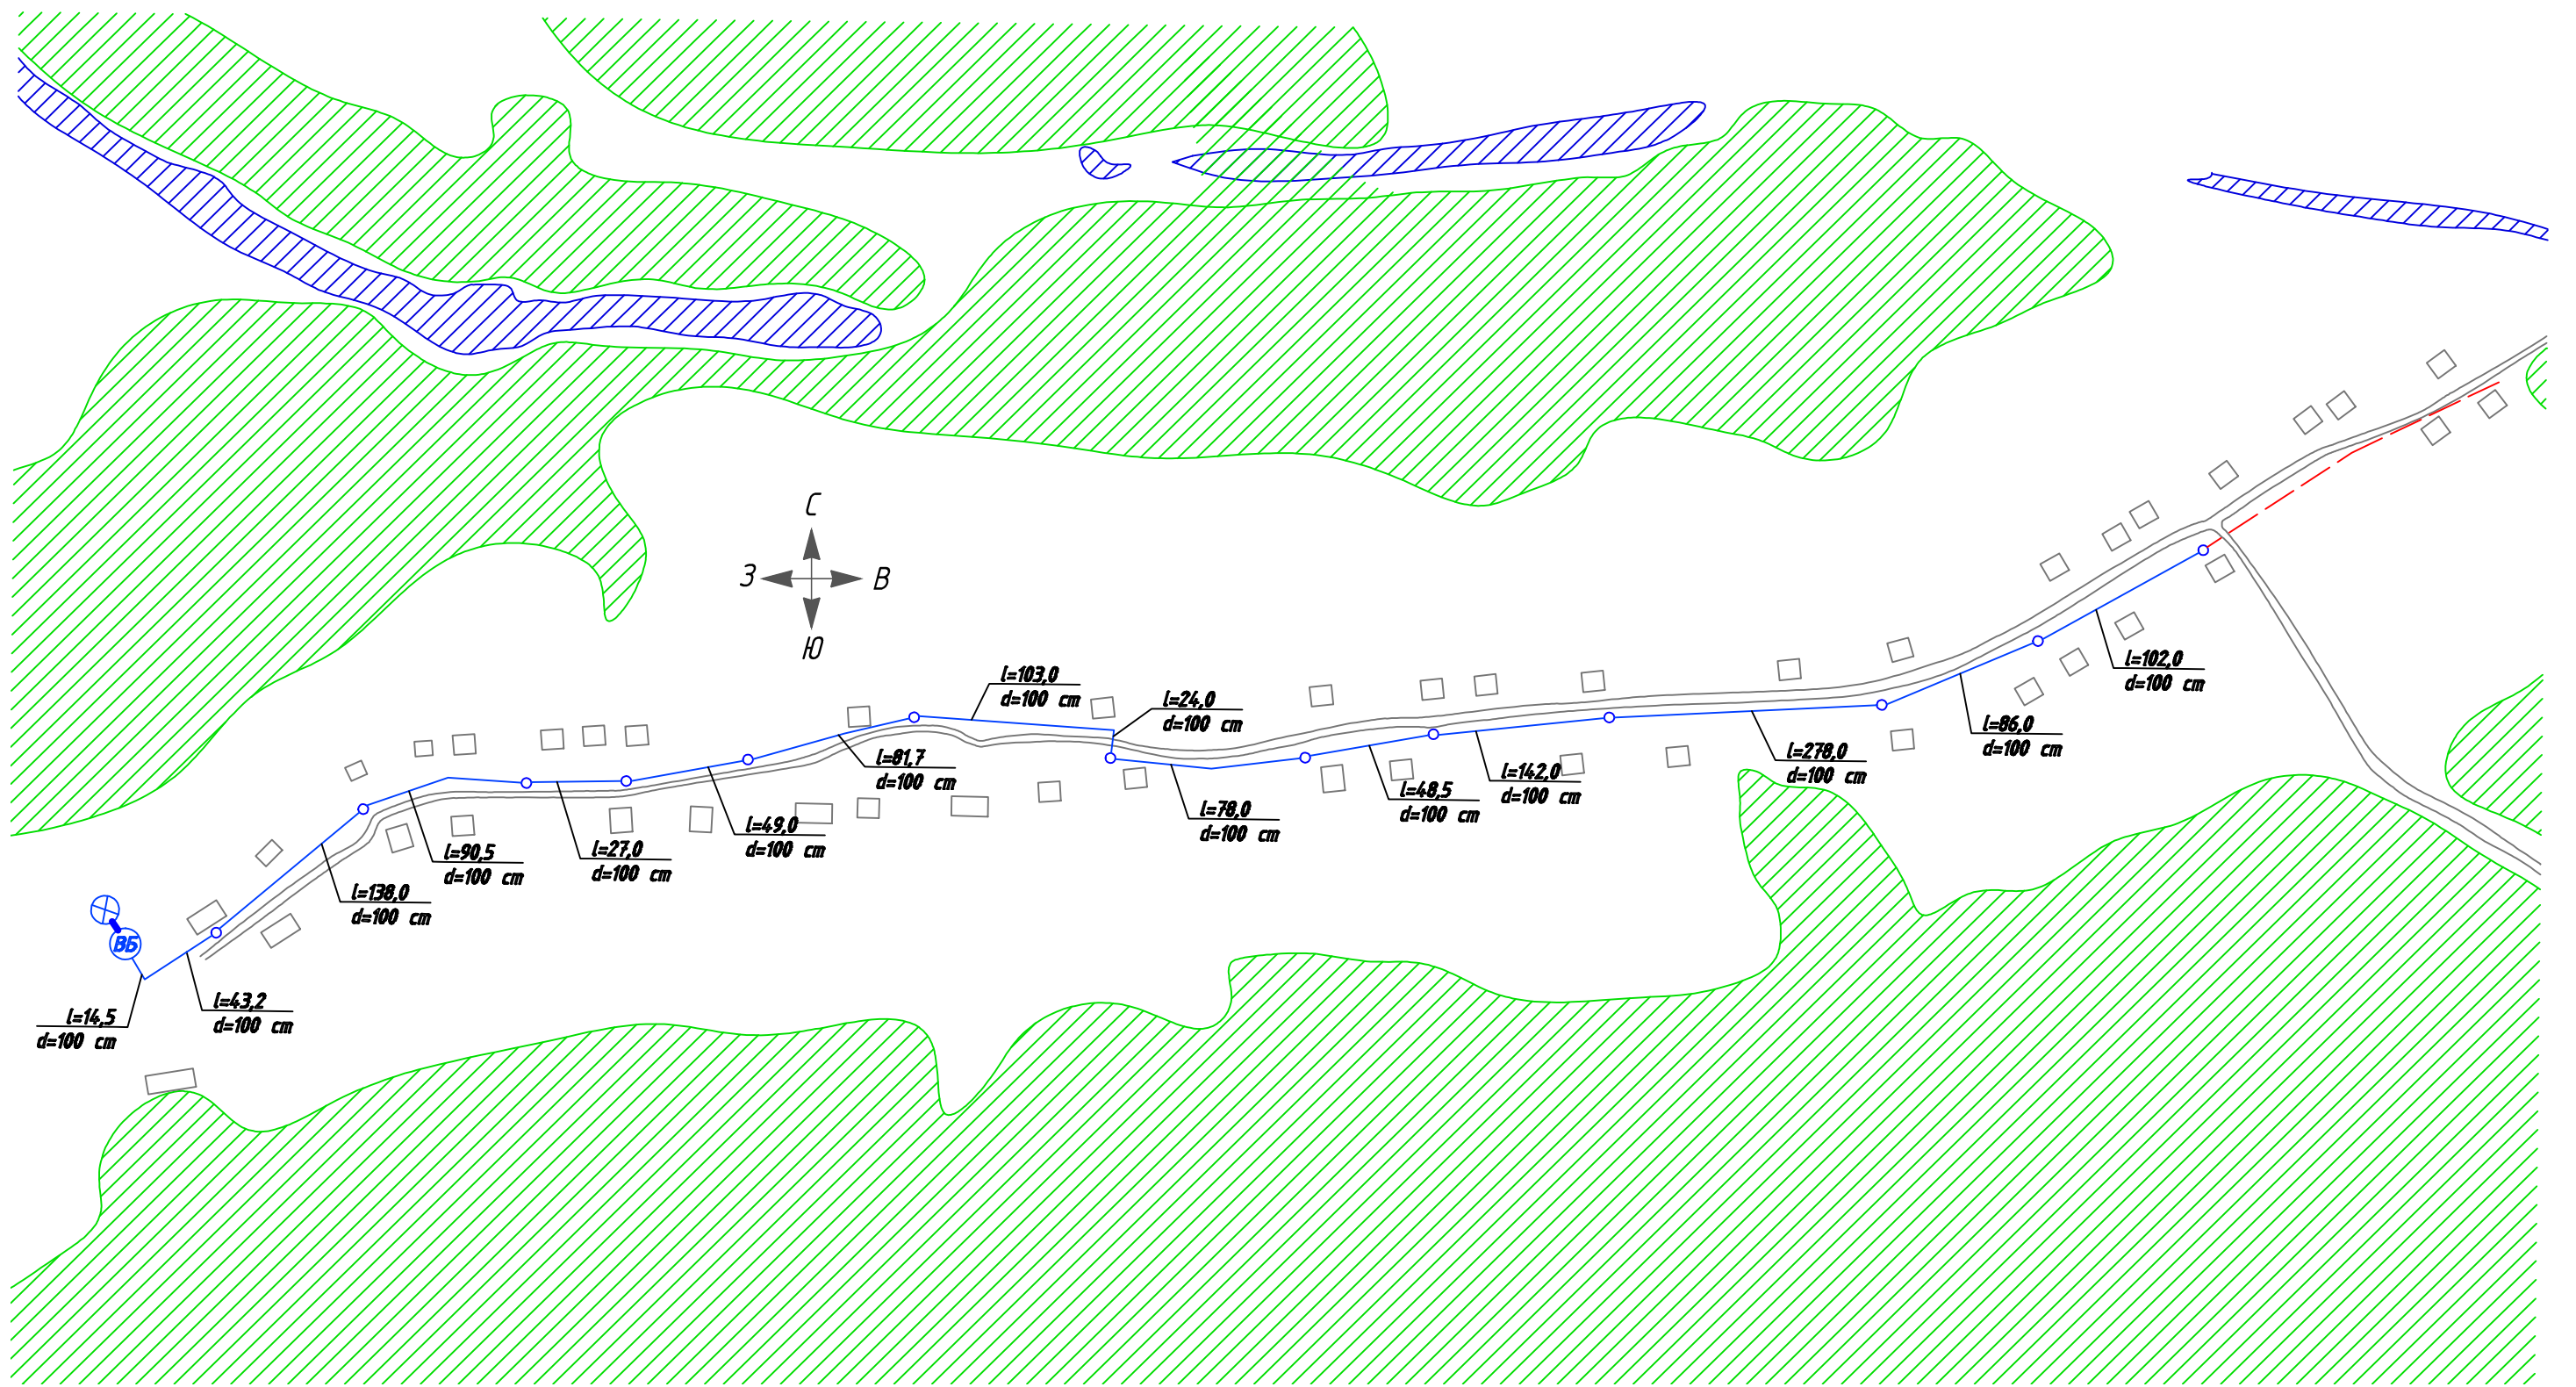 С
З
В
Ю
l=103,0
d=100 cm
l=24,0
d=100 cm
l=102,0
d=100 cm
l=86,0
d=100 cm
l=278,0
d=100 cm
l=142,0
d=100 cm
l=48,5
d=100 cm
l=78,0
d=100 cm
l=81,7
d=100 cm
l=49,0
d=100 cm
l=27,0
d=100 cm
l=90,5
d=100 cm
l=138,0
d=100 cm
ВБ
l=43,2
d=100 cm
l=14,5
d=100 cm